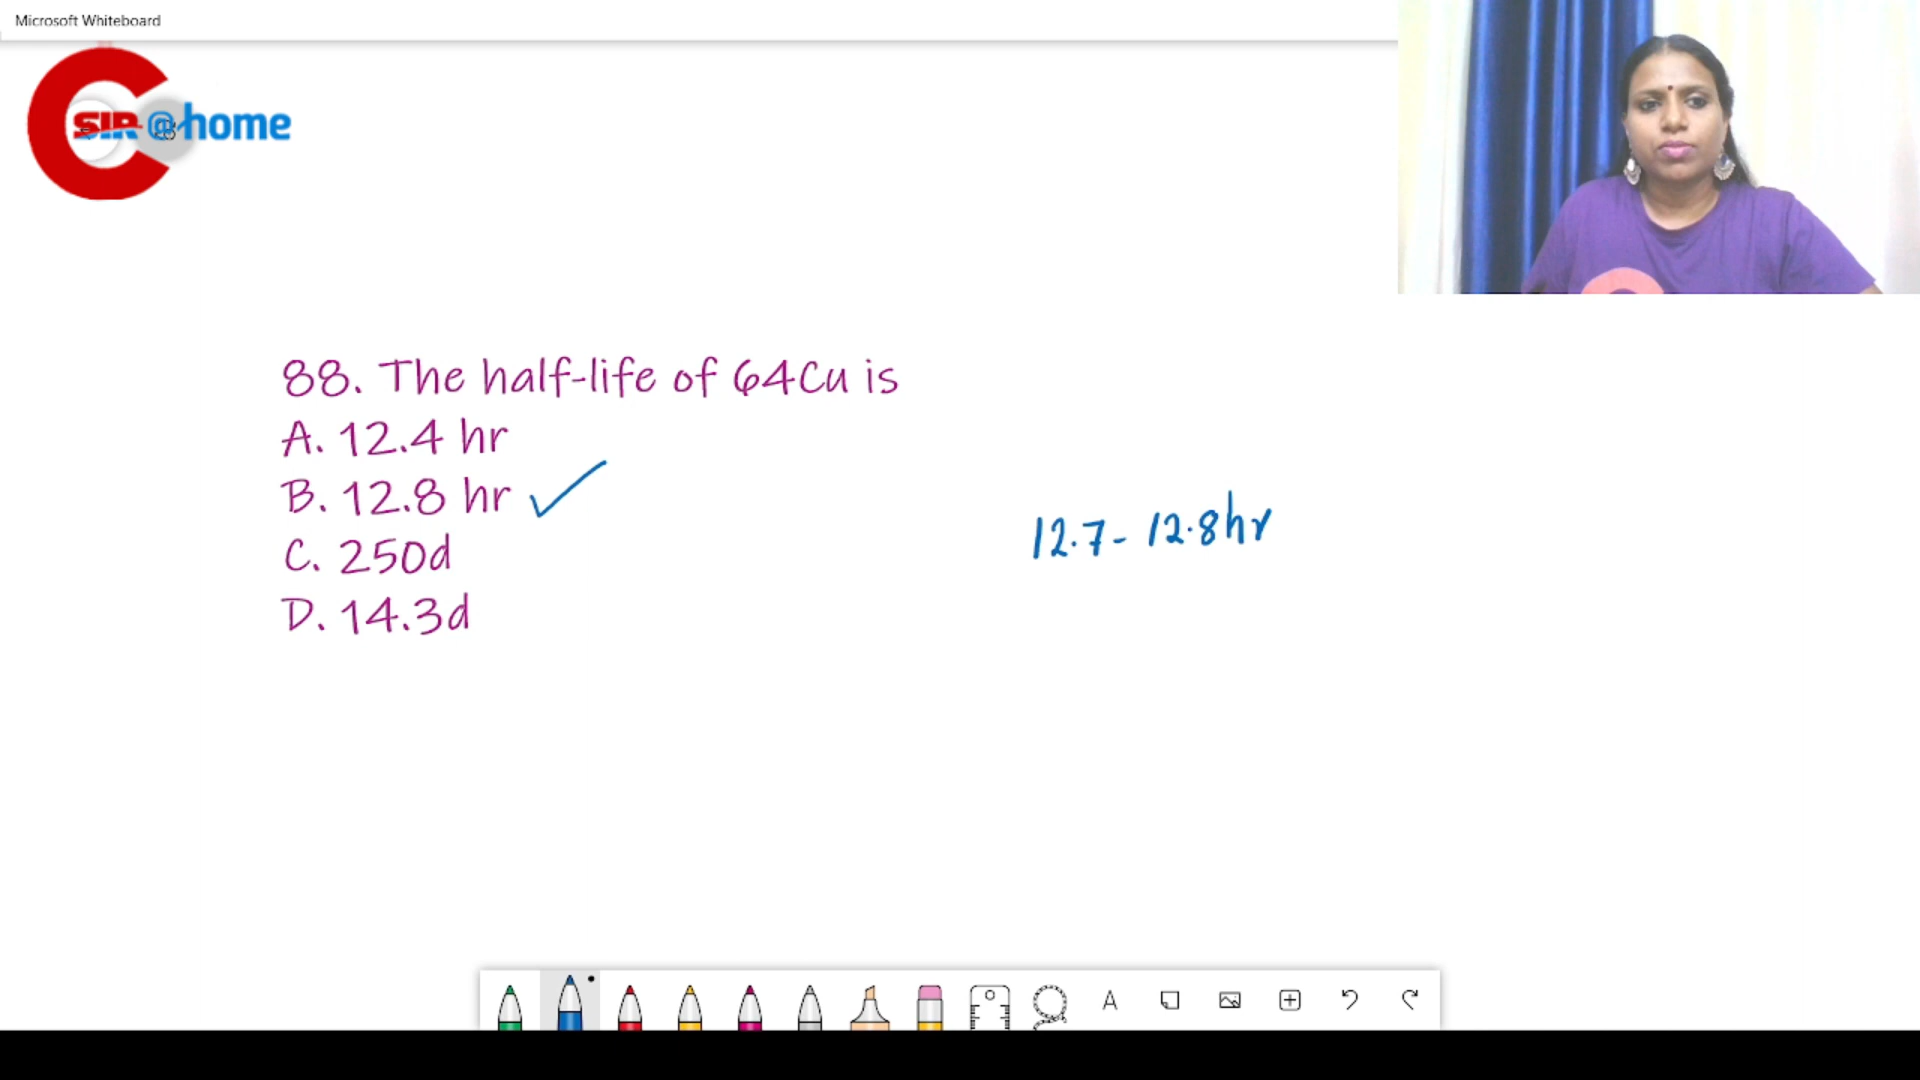 Microsoft Whiteboard
SIR @home
88. The half-life of 64Cu is
A. 12.4 hr
B. 12.8 hr
C. 250d
D. 14.3d
12.7 - 12.8hr